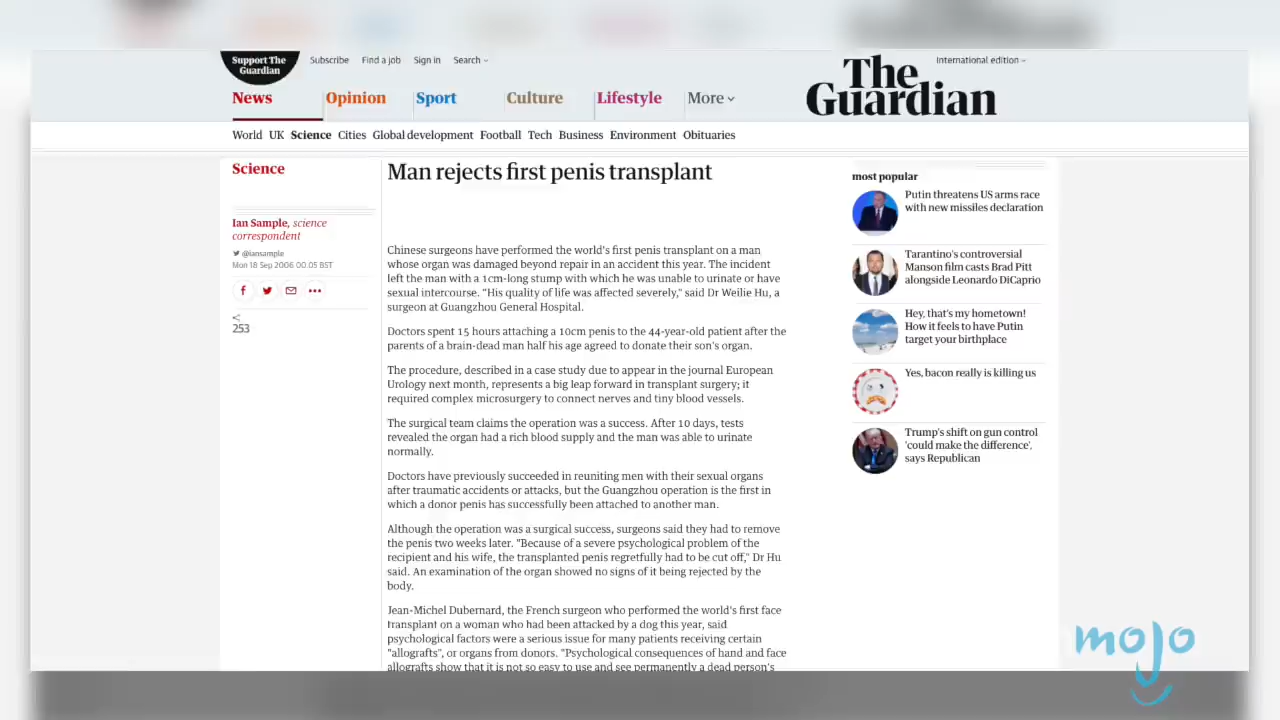 Support The
Guardian
Subscribe Find a job Sign in Search
International edition
The
Guardian
News Opinion Sport Culture Lifestyle More
World UK Science Cities Global development Football Tech Business Environment Obituaries
Science
Ian Sample, science
correspondent
@iansample
Mon 18 Sep 2006 00.05 BST
253
Man rejects first penis transplant
Chinese surgeons have performed the world's first penis transplant on a man
whose organ was damaged beyond repair in an accident this year. The incident
left the man with a 1cm-long stump with which he was unable to urinate or have
sexual intercourse. "His quality of life was affected severely," said Dr Weilie Hu, a
surgeon at Guangzhou General Hospital.
Doctors spent 15 hours attaching a 10cm penis to the 44-year-old patient after the
parents of a brain-dead man half his age agreed to donate their son's organ.
The procedure, described in a case study due to appear in the journal European
Urology next month, represents a big leap forward in transplant surgery; it
required complex microsurgery to connect nerves and tiny blood vessels.
The surgical team claims the operation was a success. After 10 days, tests
revealed the organ had a rich blood supply and the man was able to urinate
normally.
Doctors have previously succeeded in reuniting men with their sexual organs
after traumatic accidents or attacks, but the Guangzhou operation is the first in
which a donor penis has successfully been attached to another man.
Although the operation was a surgical success, surgeons said they had to remove
the penis two weeks later. "Because of a severe psychological problem of the
recipient and his wife, the transplanted penis regretfully had to be cut off," Dr Hu
said. An examination of the organ showed no signs of it being rejected by the
body.
Jean-Michel Dubernard, the French surgeon who performed the world's first face
transplant on a woman who had been attacked by a dog this year, said
psychological factors were a serious issue for many patients receiving certain
"allografts", or organs from donors. "Psychological consequences of hand and face
allografts show that it is not so easy to use and see permanently a dead person's
most popular
Putin threatens US arms race
with new missiles declaration
Tarantino's controversial
Manson film casts Brad Pitt
alongside Leonardo DiCaprio
Hey, that's my hometown!
How it feels to have Putin
target your birthplace
Yes, bacon really is killing us
Trump's shift on gun control
'could make the difference',
says Republican
mojo